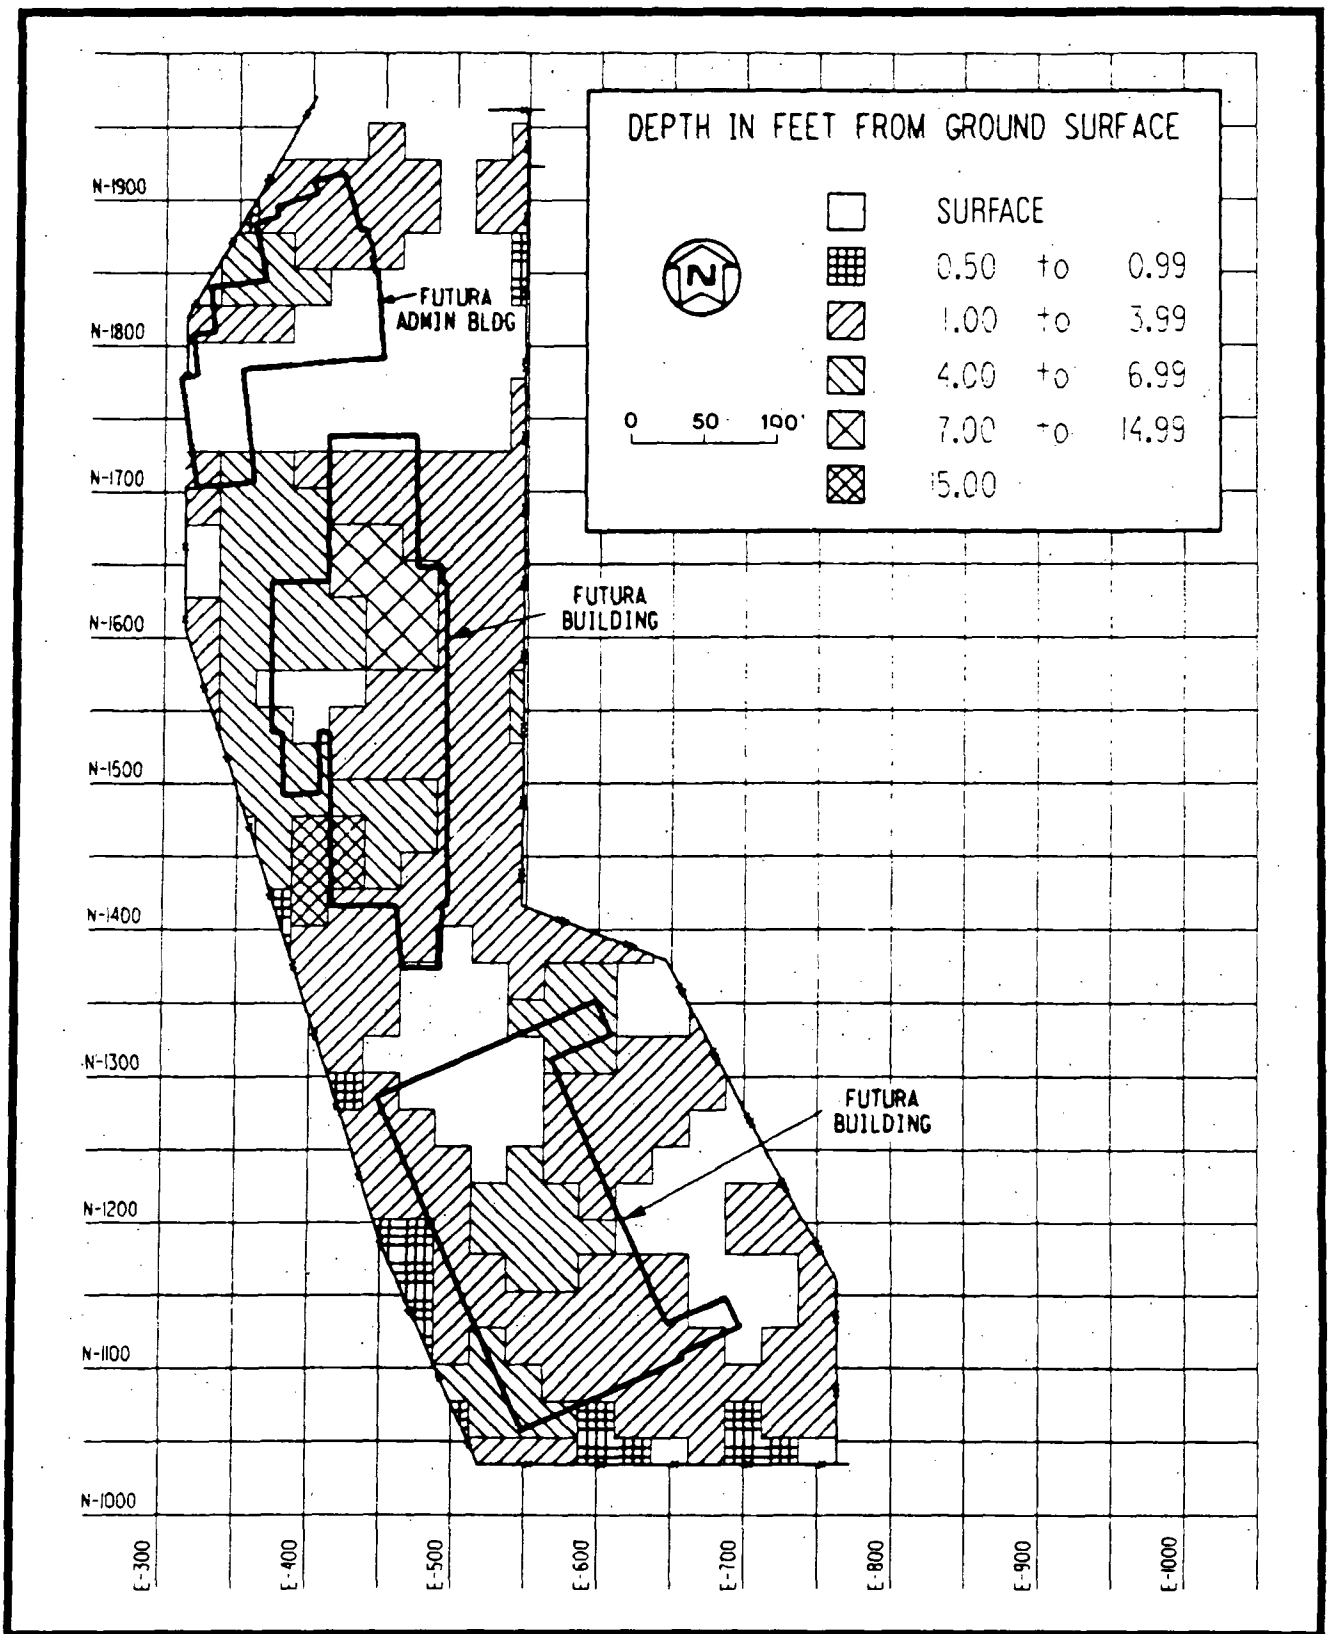 DEPTH IN FEET FROM GROUND SURFACE
SURFACE
0.50 to 0.99
1.00 to 3.99
4.00 to 6.99
7.00 to 14.99
15.00
N
0 50 100'
N-1900
FUTURA
ADMIN BLDG
N-1800
N-1700
FUTURA
BUILDING
N-1600
N-1500
N-1400
N-1300
FUTURA
BUILDING
N-1200
N-1100
N-1000
E-300
E-400
E-500
E-600
E-700
E-800
E-900
E-1000